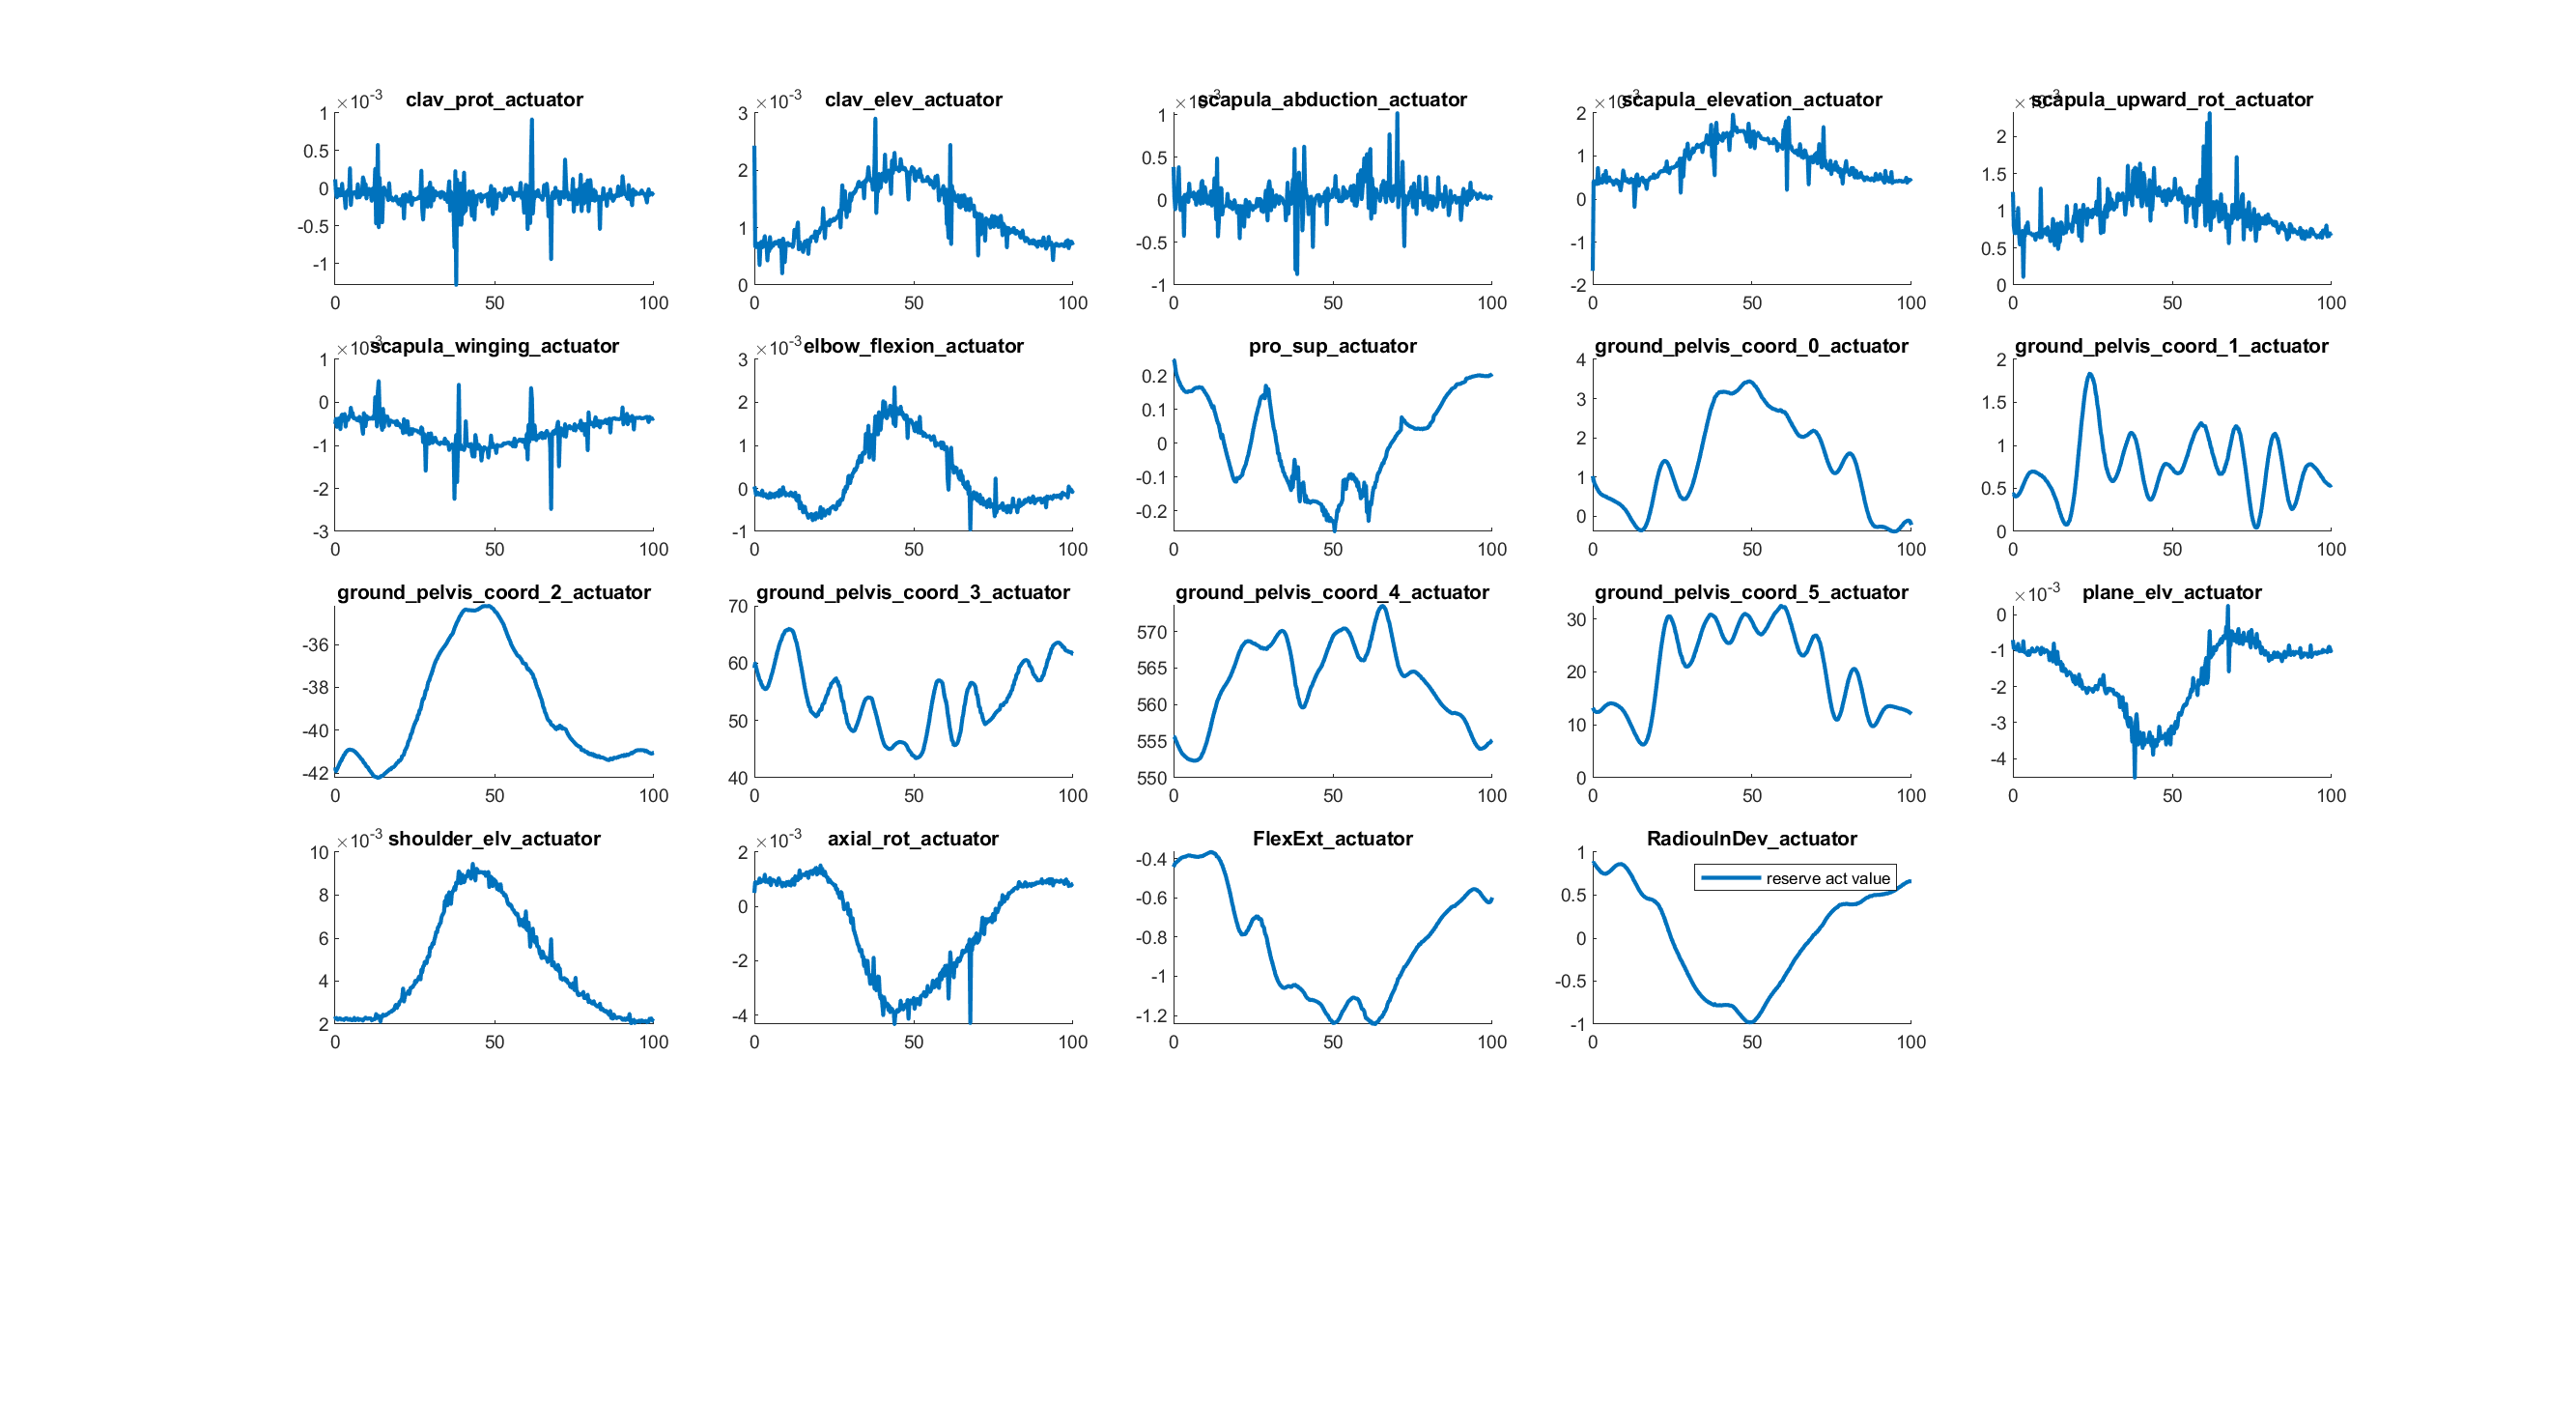 ×10-3 clav_prot_actuator
1
0.5
0
-0.5
-1
0 50 100
×10-3 clav_elev_actuator
3
2
1
0
0 50 100
×10-3 scapula_abduction_actuator
1
0.5
0
-0.5
-1
0 50 100
×10-3 scapula_elevation_actuator
2
1
0
-1
-2
0 50 100
×10-3 scapula_upward_rot_actuator
2
1.5
1
0.5
0
0 50 100
×10-3 scapula_winging_actuator
1
0
-1
-2
-3
0 50 100
×10-3 elbow_flexion_actuator
3
2
1
0
-1
0 50 100
pro_sup_actuator
0.2
0.1
0
-0.1
-0.2
0 50 100
ground_pelvis_coord_0_actuator
4
3
2
1
0
0 50 100
ground_pelvis_coord_1_actuator
2
1.5
1
0.5
0
0 50 100
ground_pelvis_coord_2_actuator
-36
-38
-40
-42
0 50 100
ground_pelvis_coord_3_actuator
70
60
50
40
0 50 100
ground_pelvis_coord_4_actuator
570
565
560
555
550
0 50 100
ground_pelvis_coord_5_actuator
30
20
10
0
0 50 100
×10-3 plane_elv_actuator
0
-1
-2
-3
-4
0 50 100
×10-3 shoulder_elv_actuator
10
8
6
4
2
0 50 100
×10-3 axial_rot_actuator
2
0
-2
-4
0 50 100
FlexExt_actuator
-0.4
-0.6
-0.8
-1
-1.2
0 50 100
RadioulnDev_actuator
1
0.5
0
-0.5
-1
0 50 100
reserve act value